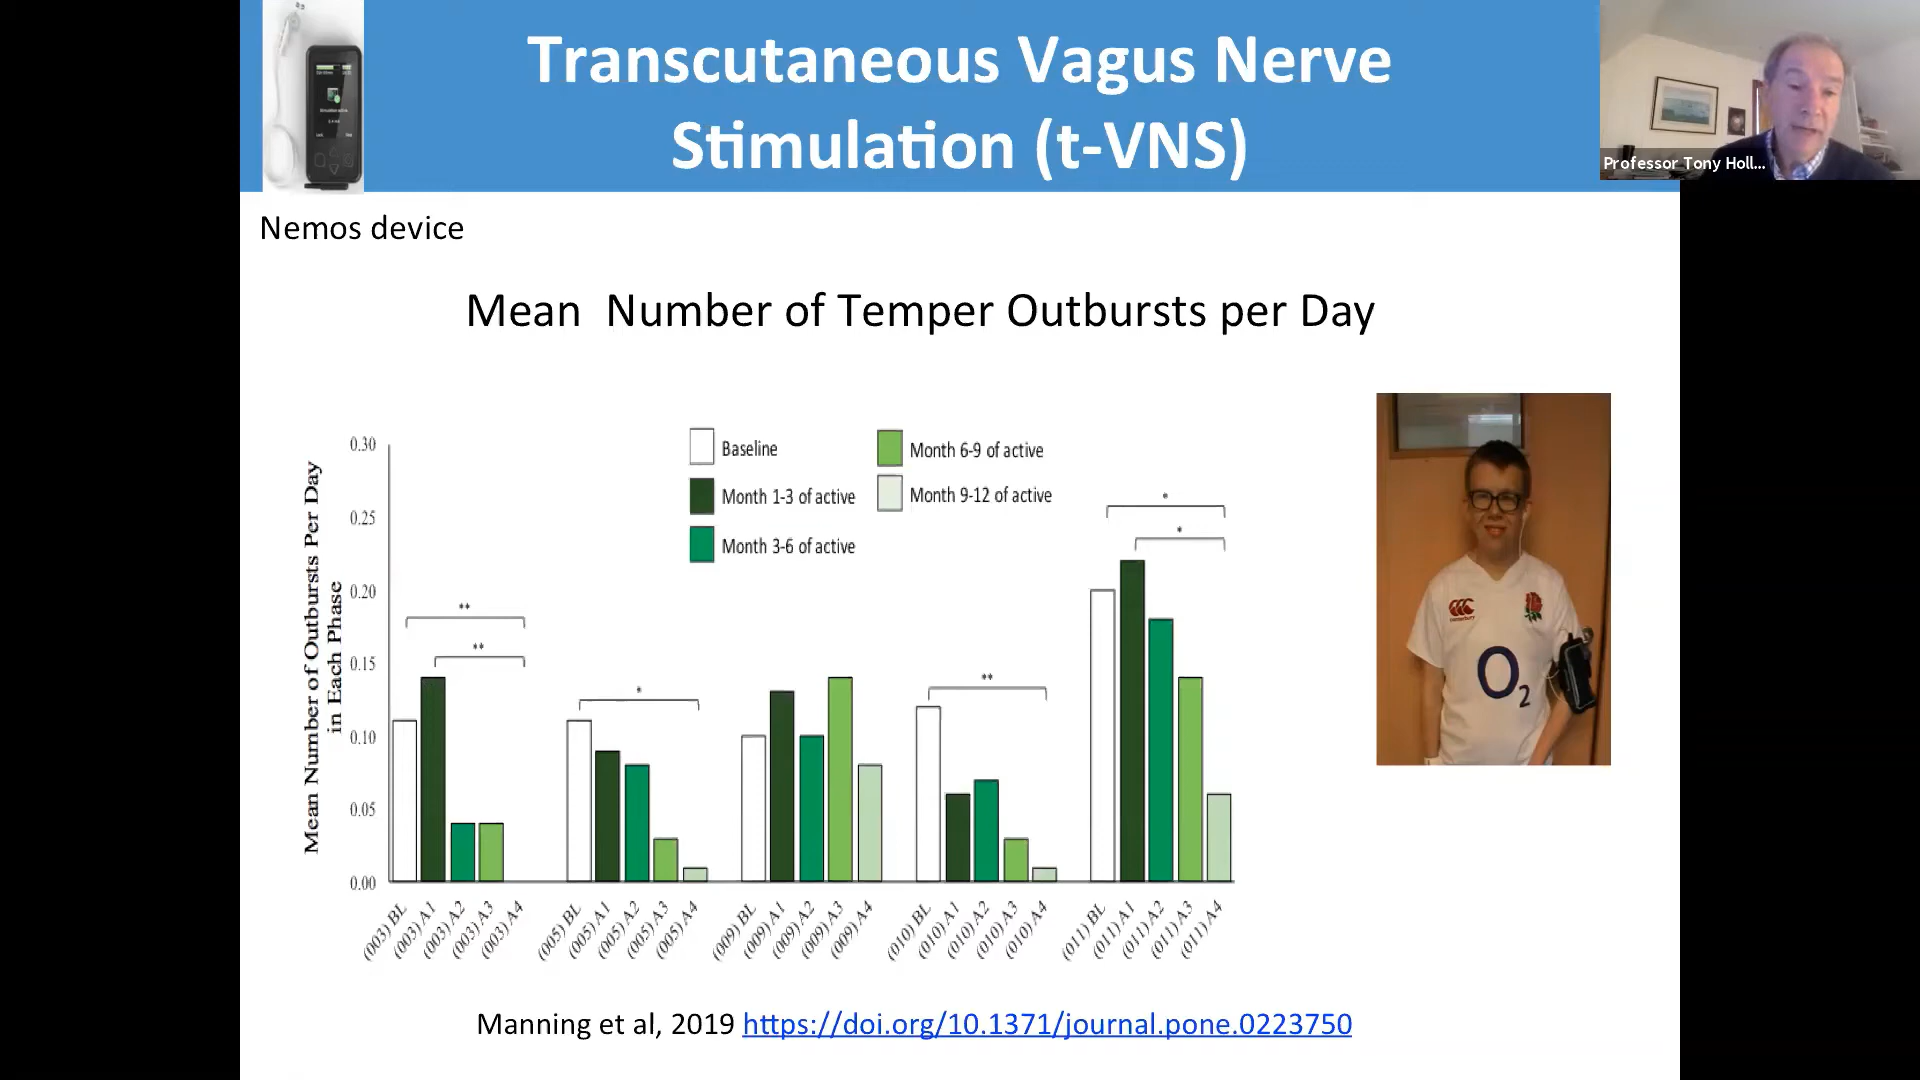 Transcutaneous Vagus Nerve
Stimulation (t-VNS)
Professor Tony Holl...
Nemos device
Mean Number of Temper Outbursts per Day
Baseline
Month 1-3 of active
Month 3-6 of active
Month 6-9 of active
Month 9-12 of active
Mean Number of Outbursts Per Day
in Each Phase
0.30
0.25
0.20
0.15
0.10
0.05
0.00
**
**
*
**
*
*
(003) BL
(003) A1
(003) A2
(003) A3
(003) A4
(005) BL
(005) A1
(005) A2
(005) A3
(005) A4
(009) BL
(009) A1
(009) A2
(009) A3
(009) A4
(010) BL
(010) A1
(010) A2
(010) A3
(010) A4
(011) BL
(011) A1
(011) A2
(011) A3
(011) A4
O2
Manning et al, 2019 https://doi.org/10.1371/journal.pone.0223750